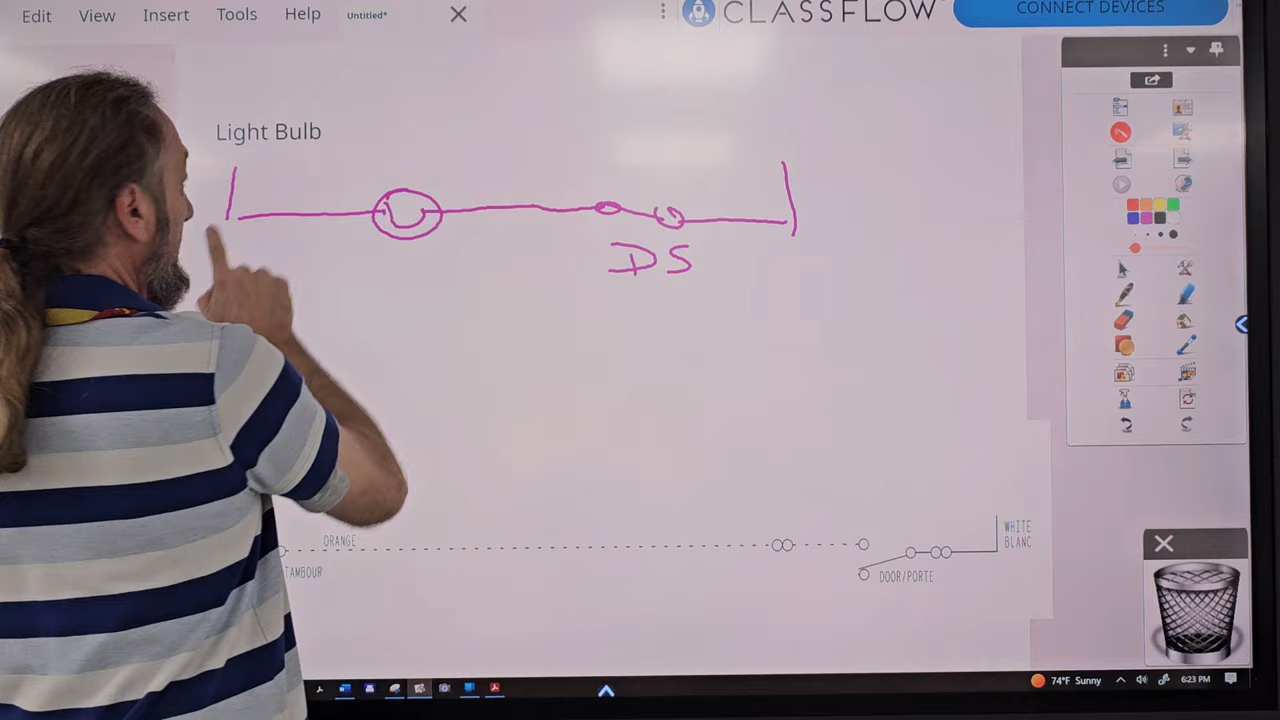 Edit View Insert Tools Help Untitled*
CLASSFLOW
CONNECT DEVICES
Light Bulb
DS
ORANGE
TAMBOUR
DOOR/PORTE
WHITE
BLANC
74°F Sunny
6:23 PM